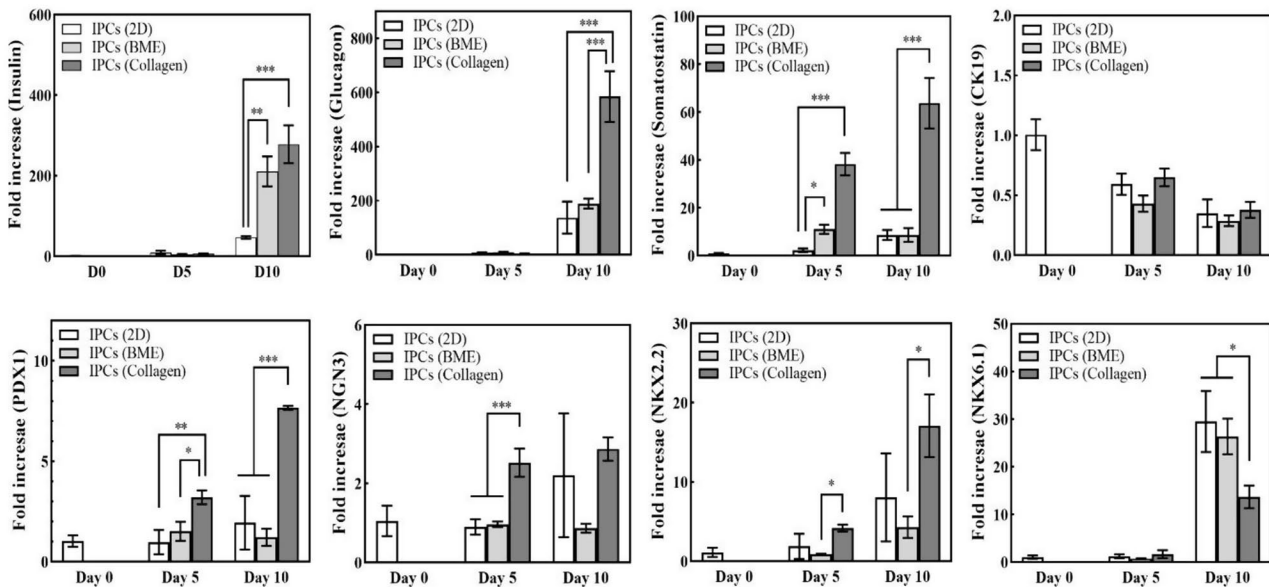 Fold incresae (Insulin)
600
400
200
0
IPCs (2D)
IPCs (BME)
IPCs (Collagen)
**
***
D0 D5 D10
Fold incresae (Glucagon)
800
600
400
200
0
IPCs (2D)
IPCs (BME)
IPCs (Collagen)
***
***
Day 0 Day 5 Day 10
Fold incresae (Somatostatin)
100
80
60
40
20
0
IPCs (2D)
IPCs (BME)
IPCs (Collagen)
***
***
*
Day 0 Day 5 Day 10
Fold incresae (CK19)
2.0
1.5
1.0
0.5
0.0
IPCs (2D)
IPCs (BME)
IPCs (Collagen)
Day 0 Day 5 Day 10
Fold incresae (PDX1)
10
5
0
IPCs (2D)
IPCs (BME)
IPCs (Collagen)
***
**
*
Day 0 Day 5 Day 10
Fold incresae (NGN3)
6
4
2
0
IPCs (2D)
IPCs (BME)
IPCs (Collagen)
***
Day 0 Day 5 Day 10
Fold incresae (NKX2.2)
30
20
10
0
IPCs (2D)
IPCs (BME)
IPCs (Collagen)
*
*
Day 0 Day 5 Day 10
Fold incresae (NKX6.1)
50
40
30
20
10
0
IPCs (2D)
IPCs (BME)
IPCs (Collagen)
*
Day 0 Day 5 Day 10